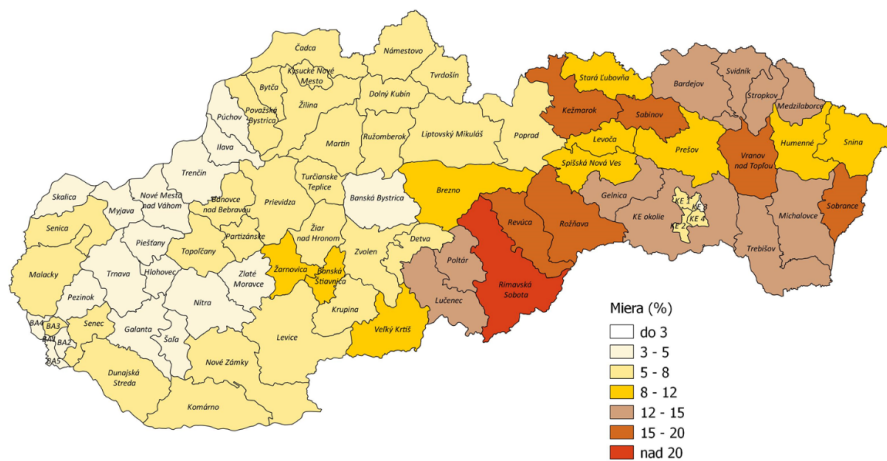 Čadca
Námestovo
Kysucké Nové
Mesto
Tvrdošín
Bytča
Dolný Kubín
Považská
Bystrica
Žilina
Púchov
Ilava
Martin
Ružomberok
Liptovský Mikuláš
Poprad
Stará Ľubovňa
Kežmarok
Sabinov
Bardejov
Svidník
Stropkov
Medzilaborce
Levoča
Spišská Nová Ves
Prešov
Vranov
nad Topľou
Humenné
Snina
Trenčín
Turčianske
Teplice
Prievidza
Banská Bystrica
Brezno
Gelnica
KE okolie
KE 1
KE 3
KE 4
KE 2
Michalovce
Sobrance
Trebišov
Skalica
Nové Mesto
nad Váhom
Myjava
Bánovce
nad Bebravou
Senica
Partizánske
Topoľčany
Žiar
nad Hronom
Zvolen
Detva
Revúca
Rožňava
Piešťany
Malacky
Trnava
Hlohovec
Zlaté
Moravce
Žarnovica
Banská
Štiavnica
Poltár
Lučenec
Rimavská
Sobota
Pezinok
Nitra
Krupina
Veľký Krtíš
Levice
BA4
BA3
BA2
BA5
Senec
Galanta
Šaľa
Dunajská
Streda
Nové Zámky
Komárno
Miera (%)
do 3
3 - 5
5 - 8
8 - 12
12 - 15
15 - 20
nad 20